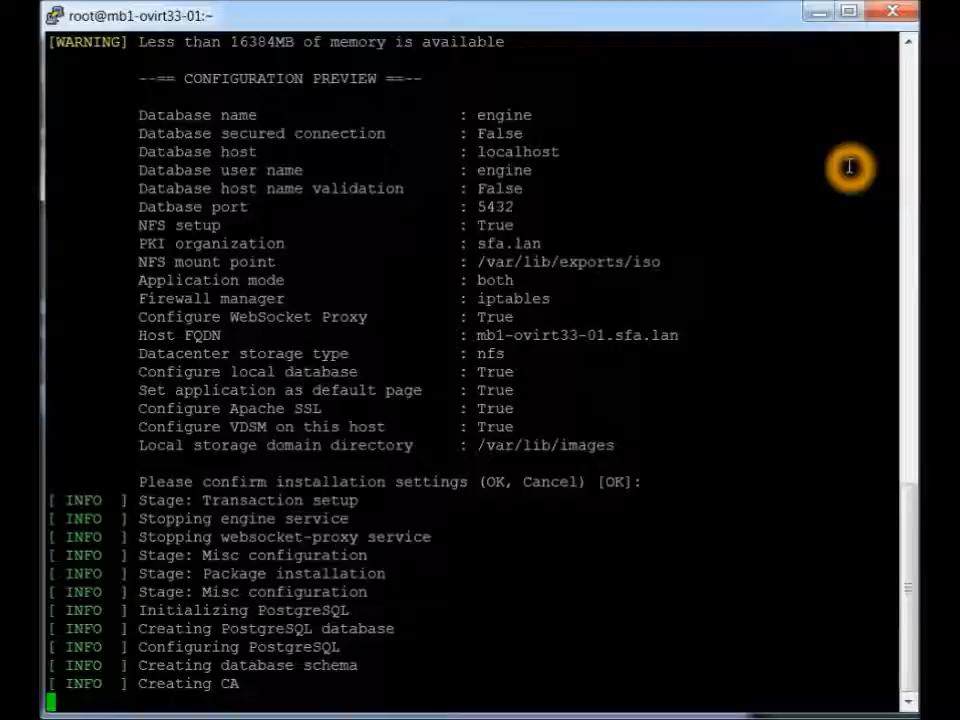 root@mb1-ovirt33-01:~
[WARNING] Less than 16384MB of memory is available
--== CONFIGURATION PREVIEW ==--
Database name : engine
Database secured connection : False
Database host : localhost
Database user name : engine
Database host name validation : False
Datbase port : 5432
NFS setup : True
PKI organization : sfa.lan
NFS mount point : /var/lib/exports/iso
Application mode : both
Firewall manager : iptables
Configure WebSocket Proxy : True
Host FQDN : mb1-ovirt33-01.sfa.lan
Datacenter storage type : nfs
Configure local database : True
Set application as default page : True
Configure Apache SSL : True
Configure VDSM on this host : True
Local storage domain directory : /var/lib/images
Please confirm installation settings (OK, Cancel) [OK]:
[ INFO ] Stage: Transaction setup
[ INFO ] Stopping engine service
[ INFO ] Stopping websocket-proxy service
[ INFO ] Stage: Misc configuration
[ INFO ] Stage: Package installation
[ INFO ] Stage: Misc configuration
[ INFO ] Initializing PostgreSQL
[ INFO ] Creating PostgreSQL database
[ INFO ] Configuring PostgreSQL
[ INFO ] Creating database schema
[ INFO ] Creating CA